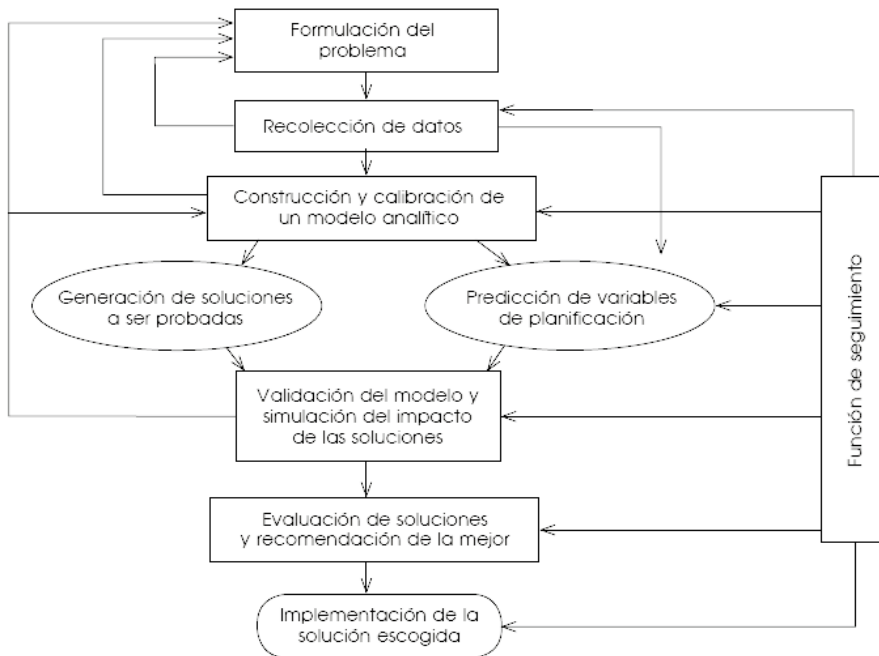 Formulación del
problema
Recolección de datos
Construcción y calibración de
un modelo analítico
Generación de soluciones
a ser probadas
Predicción de variables
de planificación
Validación del modelo y
simulación del impacto
de las soluciones
Evaluación de soluciones
y recomendación de la mejor
Implementación de la
solución escogida
Función de seguimiento